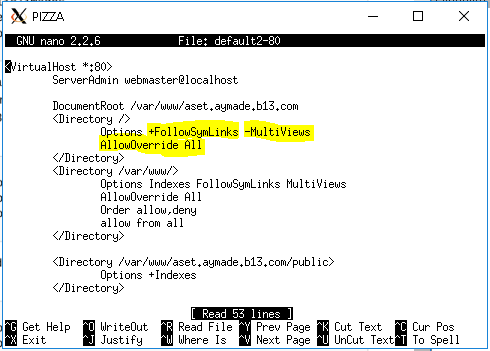 PIZZA
GNU nano 2.2.6 File: default2-80
<VirtualHost *:80>
ServerAdmin webmaster@localhost
DocumentRoot /var/www/aset.aymade.b13.com
<Directory />
Options +FollowSymLinks -MultiViews
AllowOverride All
</Directory>
<Directory /var/www/>
Options Indexes FollowSymLinks MultiViews
AllowOverride All
Order allow,deny
allow from all
</Directory>
<Directory /var/www/aset.aymade.b13.com/public>
Options +Indexes
</Directory>
[ Read 53 lines ]
^G Get Help ^O WriteOut ^R Read File ^Y Prev Page ^K Cut Text ^C Cur Pos
^X Exit ^J Justify ^W Where Is ^V Next Page ^U UnCut Text ^T To Spell